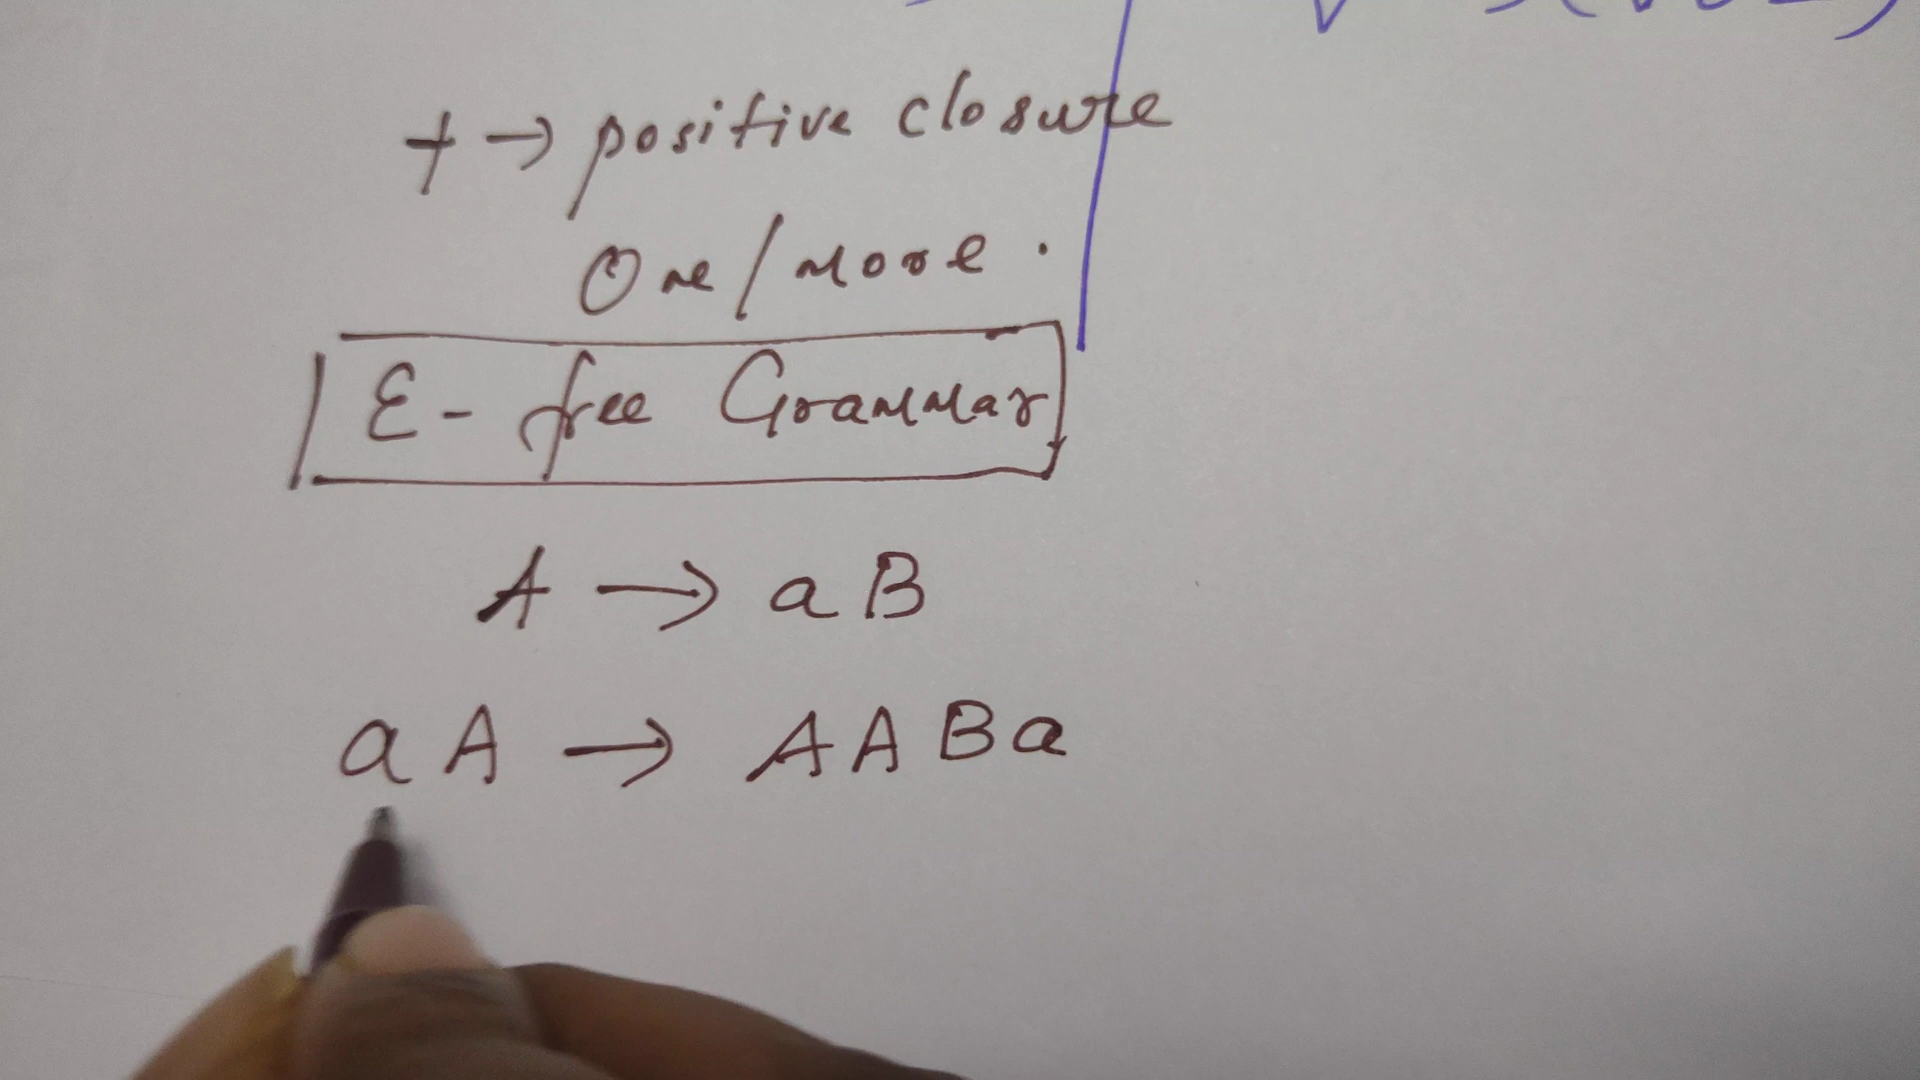 + → positive closure
One/More.
ε - free Grammar
A → aB
aA → AABa